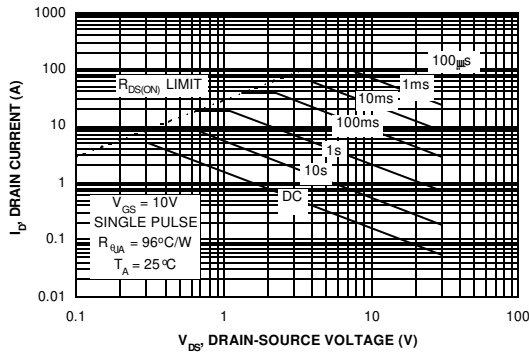 1000
100
10
1
0.1
0.01
I_D, DRAIN CURRENT (A)
100μs
R_DS(ON) LIMIT
1ms
10ms
100ms
1s
10s
DC
V_GS = 10V
SINGLE PULSE
R_θJA = 96°C/W
T_A = 25°C
0.1 1 10 100
V_DS, DRAIN-SOURCE VOLTAGE (V)